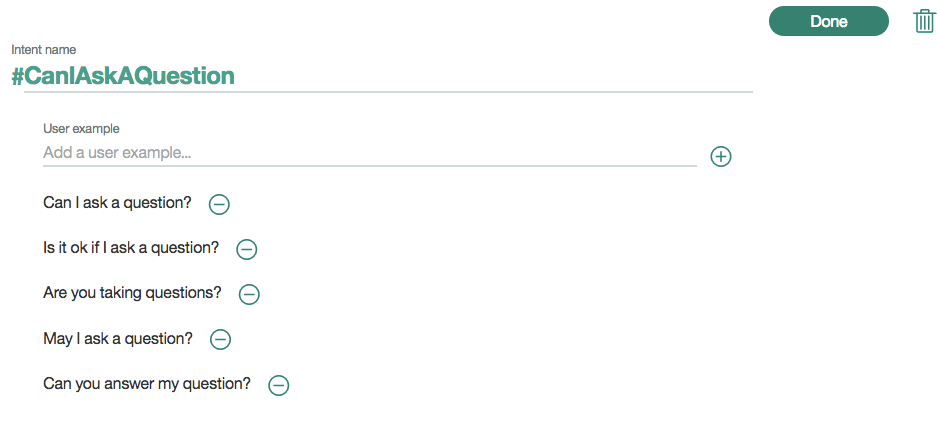 Done
Intent name
#CanIAskAQuestion
User example
Add a user example...
Can I ask a question?
Is it ok if I ask a question?
Are you taking questions?
May I ask a question?
Can you answer my question?